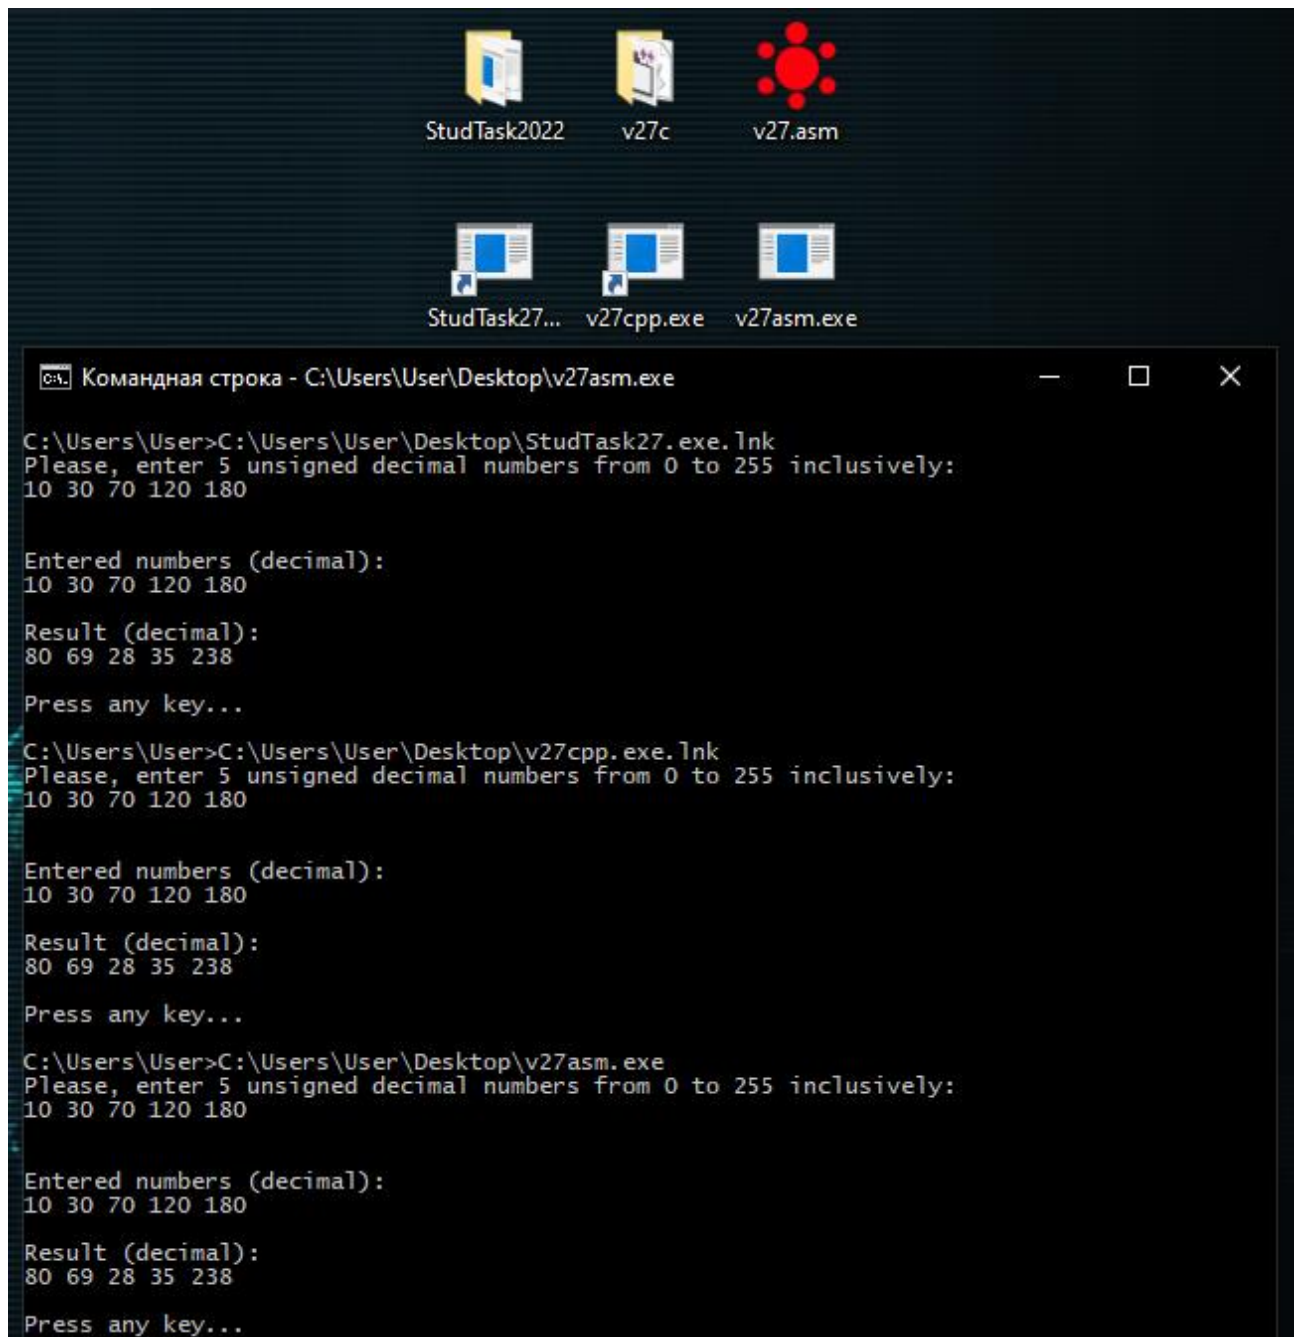 StudTask2022 v27c v27.asm
StudTask27... v27cpp.exe v27asm.exe
Командная строка - C:\Users\User\Desktop\v27asm.exe
C:\Users\User>C:\Users\User\Desktop\StudTask27.exe.lnk
Please, enter 5 unsigned decimal numbers from 0 to 255 inclusively:
10 30 70 120 180
Entered numbers (decimal):
10 30 70 120 180
Result (decimal):
80 69 28 35 238
Press any key...
C:\Users\User>C:\Users\User\Desktop\v27cpp.exe.lnk
Please, enter 5 unsigned decimal numbers from 0 to 255 inclusively:
10 30 70 120 180
Entered numbers (decimal):
10 30 70 120 180
Result (decimal):
80 69 28 35 238
Press any key...
C:\Users\User>C:\Users\User\Desktop\v27asm.exe
Please, enter 5 unsigned decimal numbers from 0 to 255 inclusively:
10 30 70 120 180
Entered numbers (decimal):
10 30 70 120 180
Result (decimal):
80 69 28 35 238
Press any key...